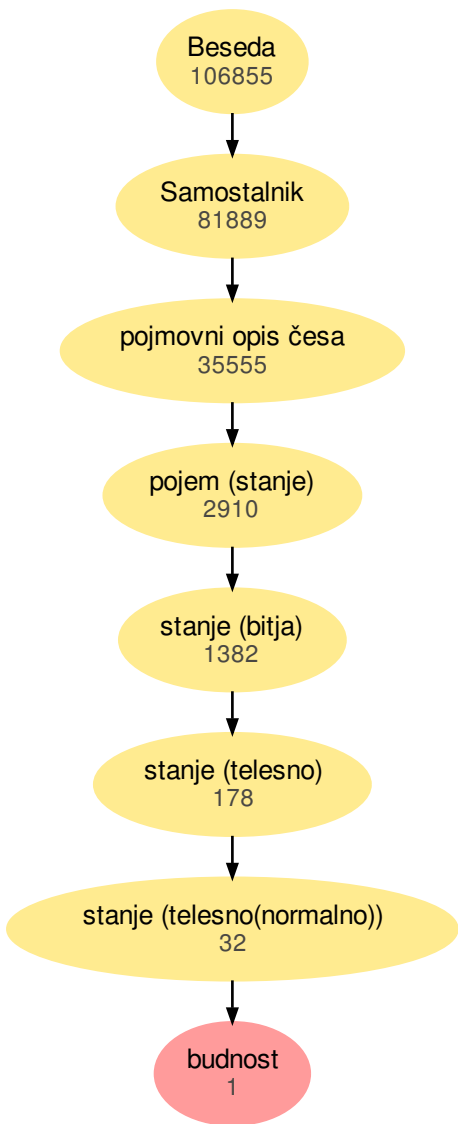 Beseda
106855
Samostalnik
81889
pojmovni opis česa
35555
pojem (stanje)
2910
stanje (bitja)
1382
stanje (telesno)
178
stanje (telesno(normalno))
32
budnost
1